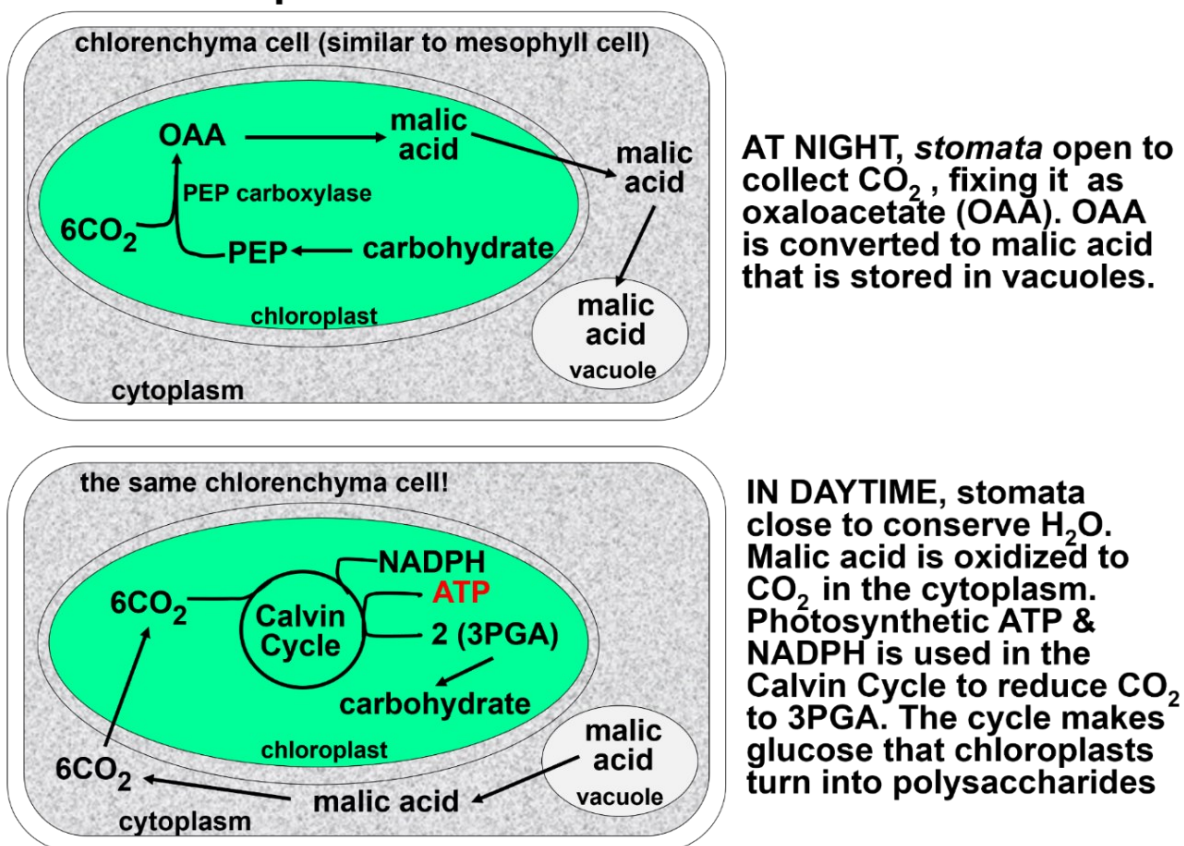 chlorenchyma cell (similar to mesophyll cell)
OAA
malic
acid
malic
acid
PEP carboxylase
6CO2
PEP
carbohydrate
chloroplast
malic
acid
vacuole
cytoplasm
AT NIGHT, stomata open to
collect CO2 , fixing it as
oxaloacetate (OAA). OAA
is converted to malic acid
that is stored in vacuoles.
the same chlorenchyma cell!
NADPH
ATP
6CO2
Calvin
Cycle
2 (3PGA)
carbohydrate
chloroplast
malic
acid
vacuole
6CO2
malic acid
cytoplasm
IN DAYTIME, stomata
close to conserve H2O.
Malic acid is oxidized to
CO2 in the cytoplasm.
Photosynthetic ATP &
NADPH is used in the
Calvin Cycle to reduce CO2
to 3PGA. The cycle makes
glucose that chloroplasts
turn into polysaccharides